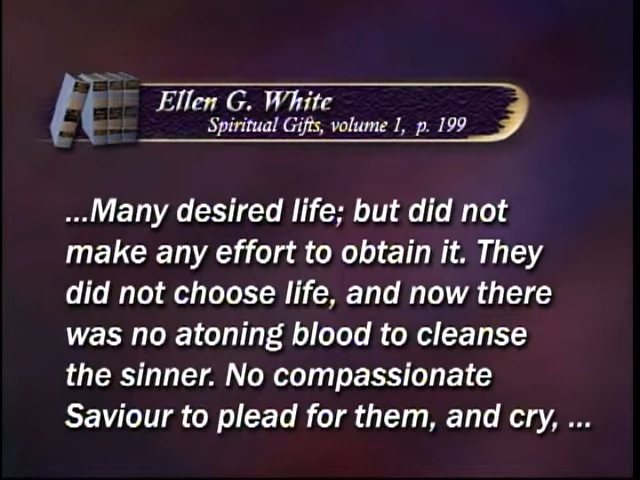 Ellen G. White
Spiritual Gifts, volume 1, p. 199
...Many desired life; but did not
make any effort to obtain it. They
did not choose life, and now there
was no atoning blood to cleanse
the sinner. No compassionate
Saviour to plead for them, and cry, ...